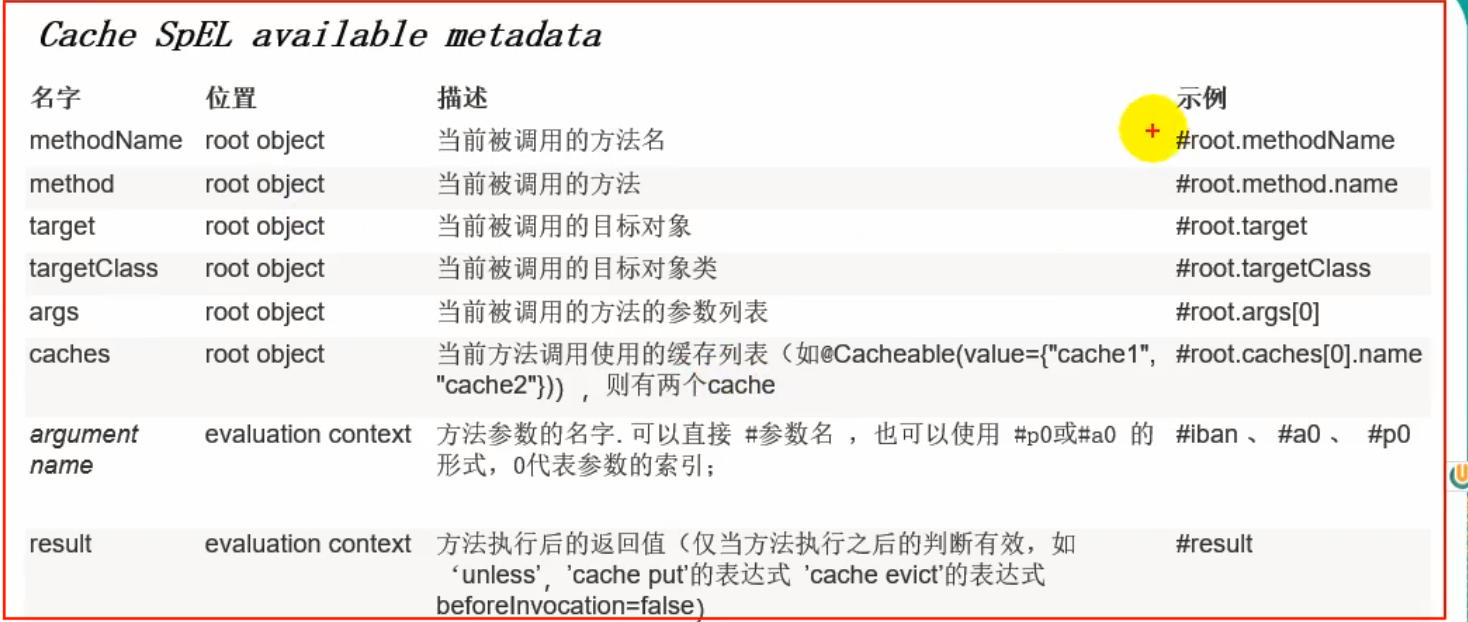 Cache SpEL available metadata
名字 位置 描述 示例
methodName root object 当前被调用的方法名 #root.methodName
method root object 当前被调用的方法 #root.method.name
target root object 当前被调用的目标对象 #root.target
targetClass root object 当前被调用的目标对象类 #root.targetClass
args root object 当前被调用的方法的参数列表 #root.args[0]
caches root object 当前方法调用使用的缓存列表（如@Cacheable(value={"cache1", #root.caches[0].name
"cache2"})），则有两个cache
argument evaluation context 方法参数的名字. 可以直接 #参数名 ，也可以使用 #p0或#a0 的 #iban 、 #a0 、 #p0
name 形式，0代表参数的索引；
result evaluation context 方法执行后的返回值（仅当方法执行之后的判断有效，如 #result
‘unless’，'cache put'的表达式 'cache evict'的表达式
beforeInvocation=false）